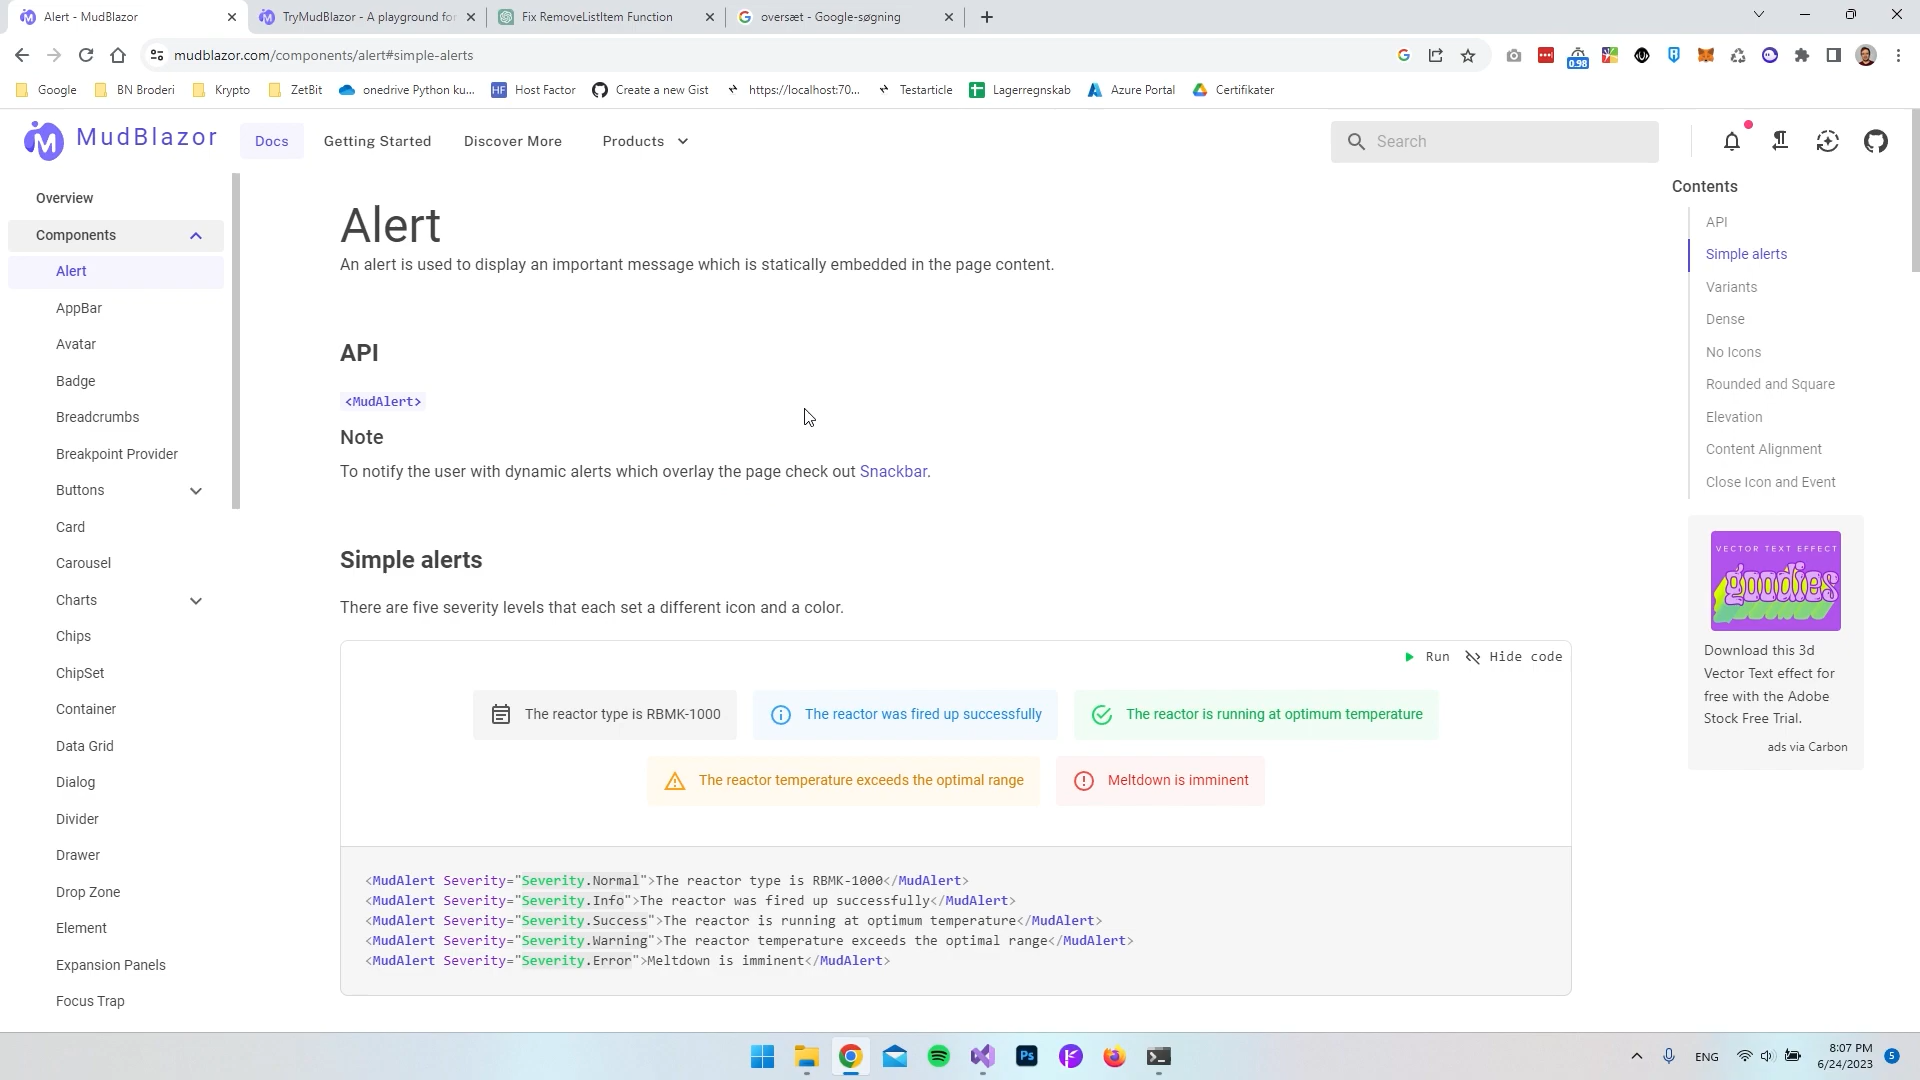 Alert - MudBlazor
TryMudBlazor - A playground for
Fix RemoveListItem Function
oversæt - Google-søgning
mudblazor.com/components/alert#simple-alerts
0.98
Google
BN Broderi
Krypto
ZetBit
onedrive Python ku...
HF Host Factor
Create a new Gist
https://localhost:70...
Testarticle
Lagerregnskab
Azure Portal
Certifikater
MudBlazor
Docs
Getting Started
Discover More
Products
Search
Overview
Components
Alert
AppBar
Avatar
Badge
Breadcrumbs
Breakpoint Provider
Buttons
Card
Carousel
Charts
Chips
ChipSet
Container
Data Grid
Dialog
Divider
Drawer
Drop Zone
Element
Expansion Panels
Focus Trap
Alert
An alert is used to display an important message which is statically embedded in the page content.
API
<MudAlert>
Note
To notify the user with dynamic alerts which overlay the page check out Snackbar.
Simple alerts
There are five severity levels that each set a different icon and a color.
Run
Hide code
The reactor type is RBMK-1000
The reactor was fired up successfully
The reactor is running at optimum temperature
The reactor temperature exceeds the optimal range
Meltdown is imminent
<MudAlert Severity="Severity.Normal">The reactor type is RBMK-1000</MudAlert>
<MudAlert Severity="Severity.Info">The reactor was fired up successfully</MudAlert>
<MudAlert Severity="Severity.Success">The reactor is running at optimum temperature</MudAlert>
<MudAlert Severity="Severity.Warning">The reactor temperature exceeds the optimal range</MudAlert>
<MudAlert Severity="Severity.Error">Meltdown is imminent</MudAlert>
Contents
API
Simple alerts
Variants
Dense
No Icons
Rounded and Square
Elevation
Content Alignment
Close Icon and Event
VECTOR TEXT EFFECT
goodies
Download this 3d
Vector Text effect for
free with the Adobe
Stock Free Trial.
ads via Carbon
Ps
ENG
8:07 PM
6/24/2023
5